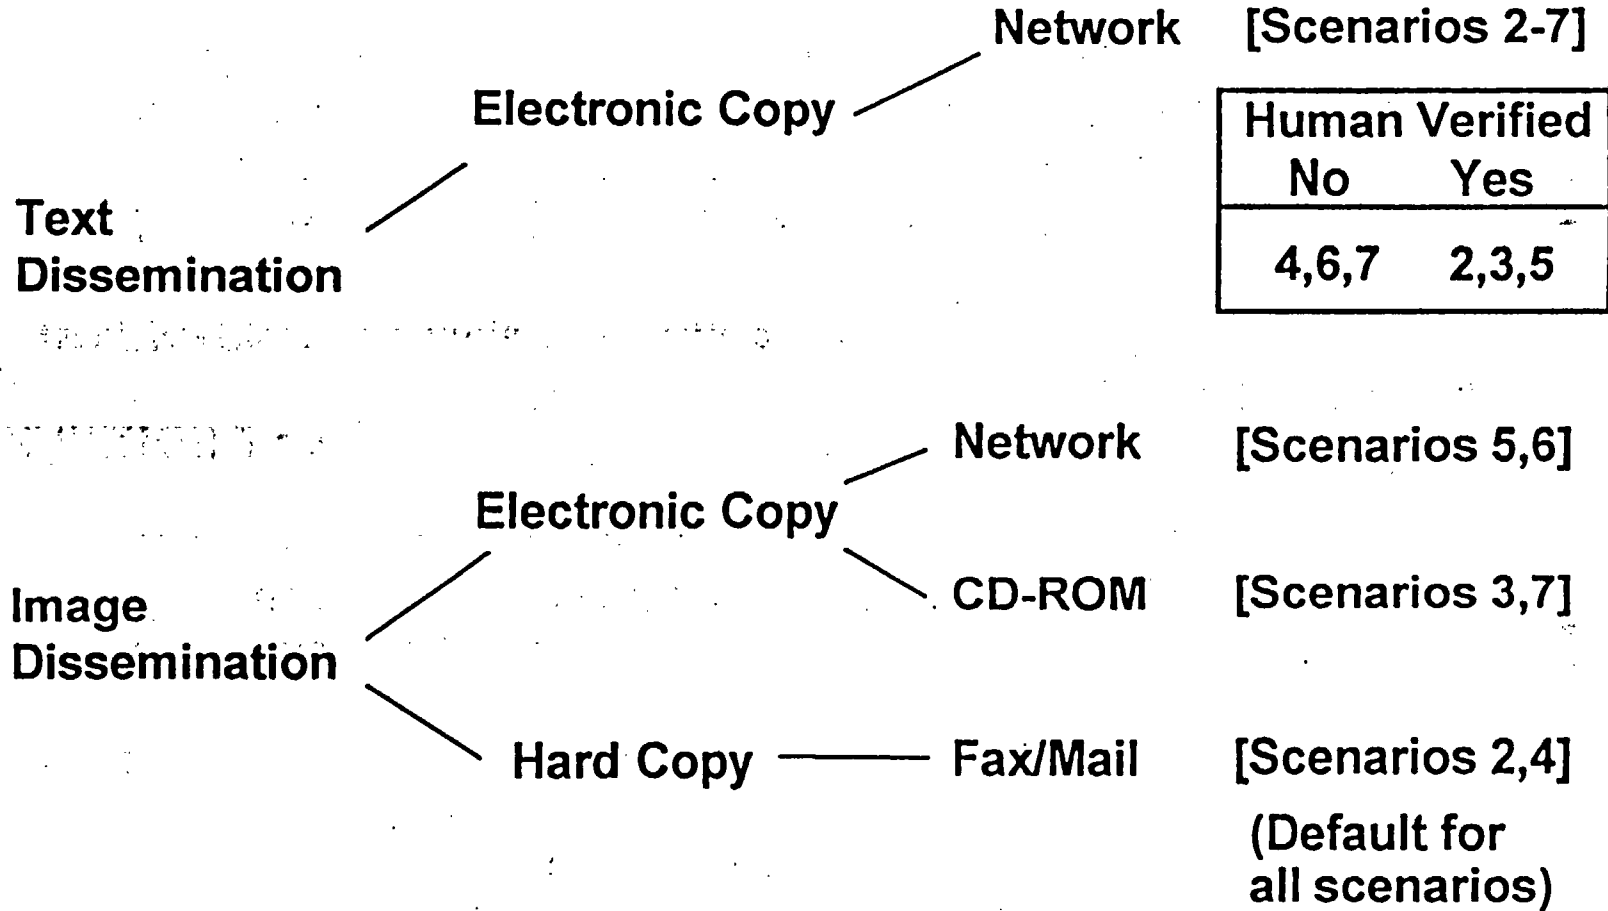 Network [Scenarios 2-7]
Electronic Copy
Human Verified
No Yes
4,6,7 2,3,5
Text
Dissemination
Network [Scenarios 5,6]
Electronic Copy
CD-ROM [Scenarios 3,7]
Image
Dissemination
Hard Copy Fax/Mail [Scenarios 2,4]
(Default for
all scenarios)